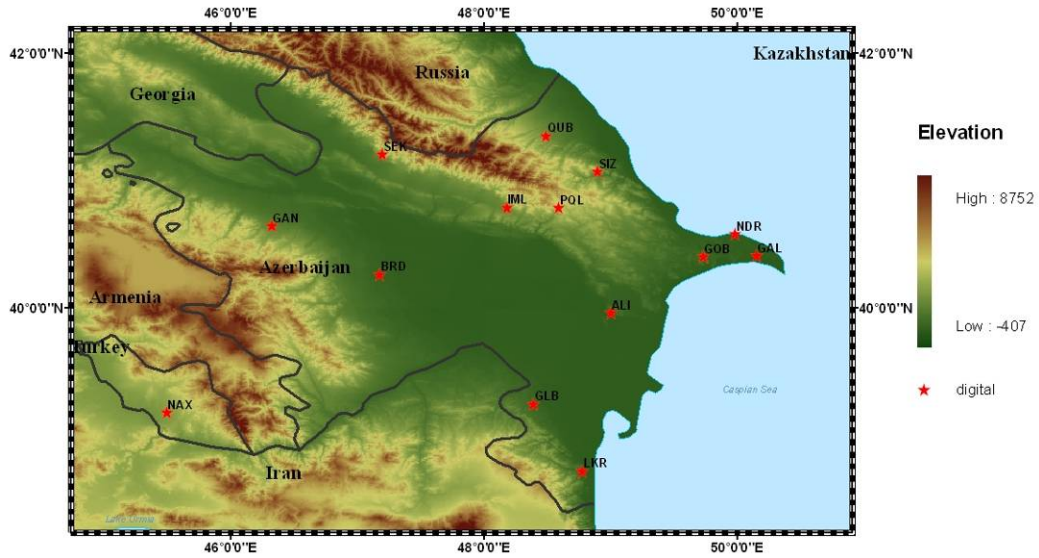 46°0'0"E
48°0'0"E
50°0'0"E
42°0'0"N
42°0'0"N
Kazakhstan
Russia
Georgia
QUB
SEK
SIZ
IML
PQL
GAN
NDR
GOB
GAL
Azerbaijan
BRD
Armenia
ALI
40°0'0"N
40°0'0"N
Turkey
NAX
GLB
Caspian Sea
LKR
Iran
46°0'0"E
48°0'0"E
50°0'0"E
Elevation
High : 8752
Low : -407
digital